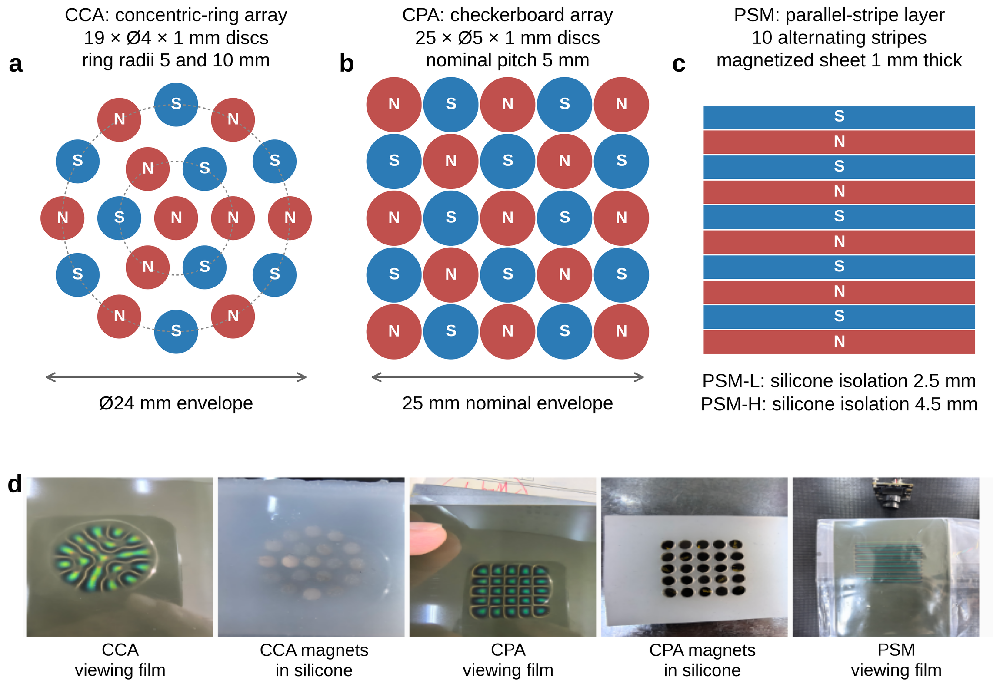 CCA: concentric-ring array
19 × Ø4 × 1 mm discs
ring radii 5 and 10 mm
a
S
N N
S S
N S
N S N N N
N S
S S
N N
S
Ø24 mm envelope
CPA: checkerboard array
25 × Ø5 × 1 mm discs
nominal pitch 5 mm
b
N S N S N
S N S N S
N S N S N
S N S N S
N S N S N
25 mm nominal envelope
PSM: parallel-stripe layer
10 alternating stripes
magnetized sheet 1 mm thick
c
S
N
S
N
S
N
S
N
S
N
PSM-L: silicone isolation 2.5 mm
PSM-H: silicone isolation 4.5 mm
d
CCA
viewing film
CCA magnets
in silicone
CPA
viewing film
CPA magnets
in silicone
PSM
viewing film